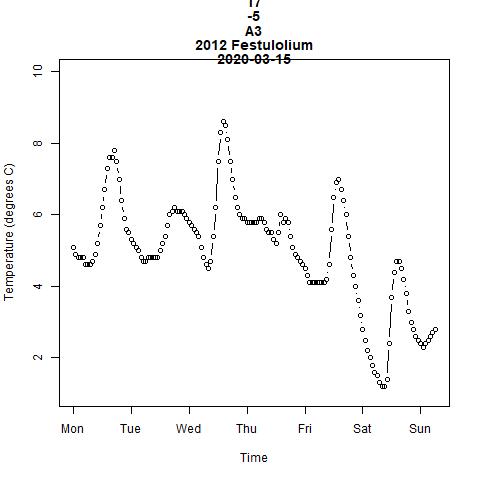 17
-5
A3
2012 Festulolium
2020-03-15
Temperature (degrees C)
10
8
6
4
2
Mon Tue Wed Thu Fri Sat Sun
Time